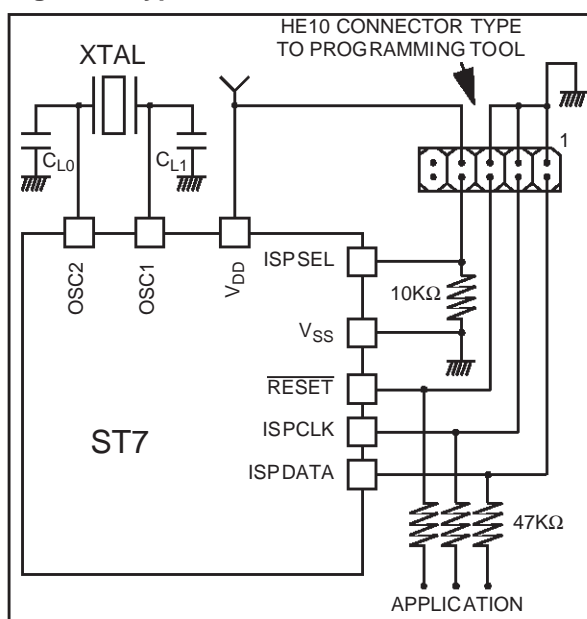 HE10 CONNECTOR TYPE
TO PROGRAMMING TOOL
XTAL
1
CL0
CL1
OSC2
OSC1
VDD
ISPSEL
10KΩ
VSS
RESET
ST7
ISPCLK
ISPDATA
47KΩ
APPLICATION